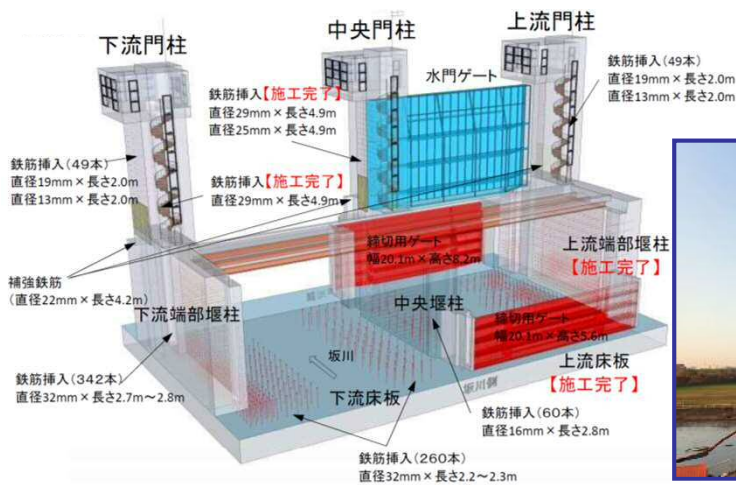 下流門柱
中央門柱
上流門柱
水門ゲート
鉄筋挿入(49本)
直径19mm×長さ2.0m
直径13mm×長さ2.0m
鉄筋挿入【施工完了】
直径29mm×長さ4.9m
直径25mm×長さ4.9m
鉄筋挿入(49本)
直径19mm×長さ2.0m
直径13mm×長さ2.0m
鉄筋挿入【施工完了】
直径29mm×長さ4.9m
補強鉄筋
(直径22mm×長さ4.2m)
締切用ゲート
幅20.1m×高さ8.2m
上流端部堰柱
【施工完了】
下流端部堰柱
中央堰柱
締切用ゲート
幅20.1m×高さ5.6m
坂川
上流床板
【施工完了】
坂川側
下流床板
鉄筋挿入(342本)
直径32mm×長さ2.7m～2.8m
鉄筋挿入(60本)
直径16mm×長さ2.8m
鉄筋挿入(260本)
直径32mm×長さ2.2～2.3m